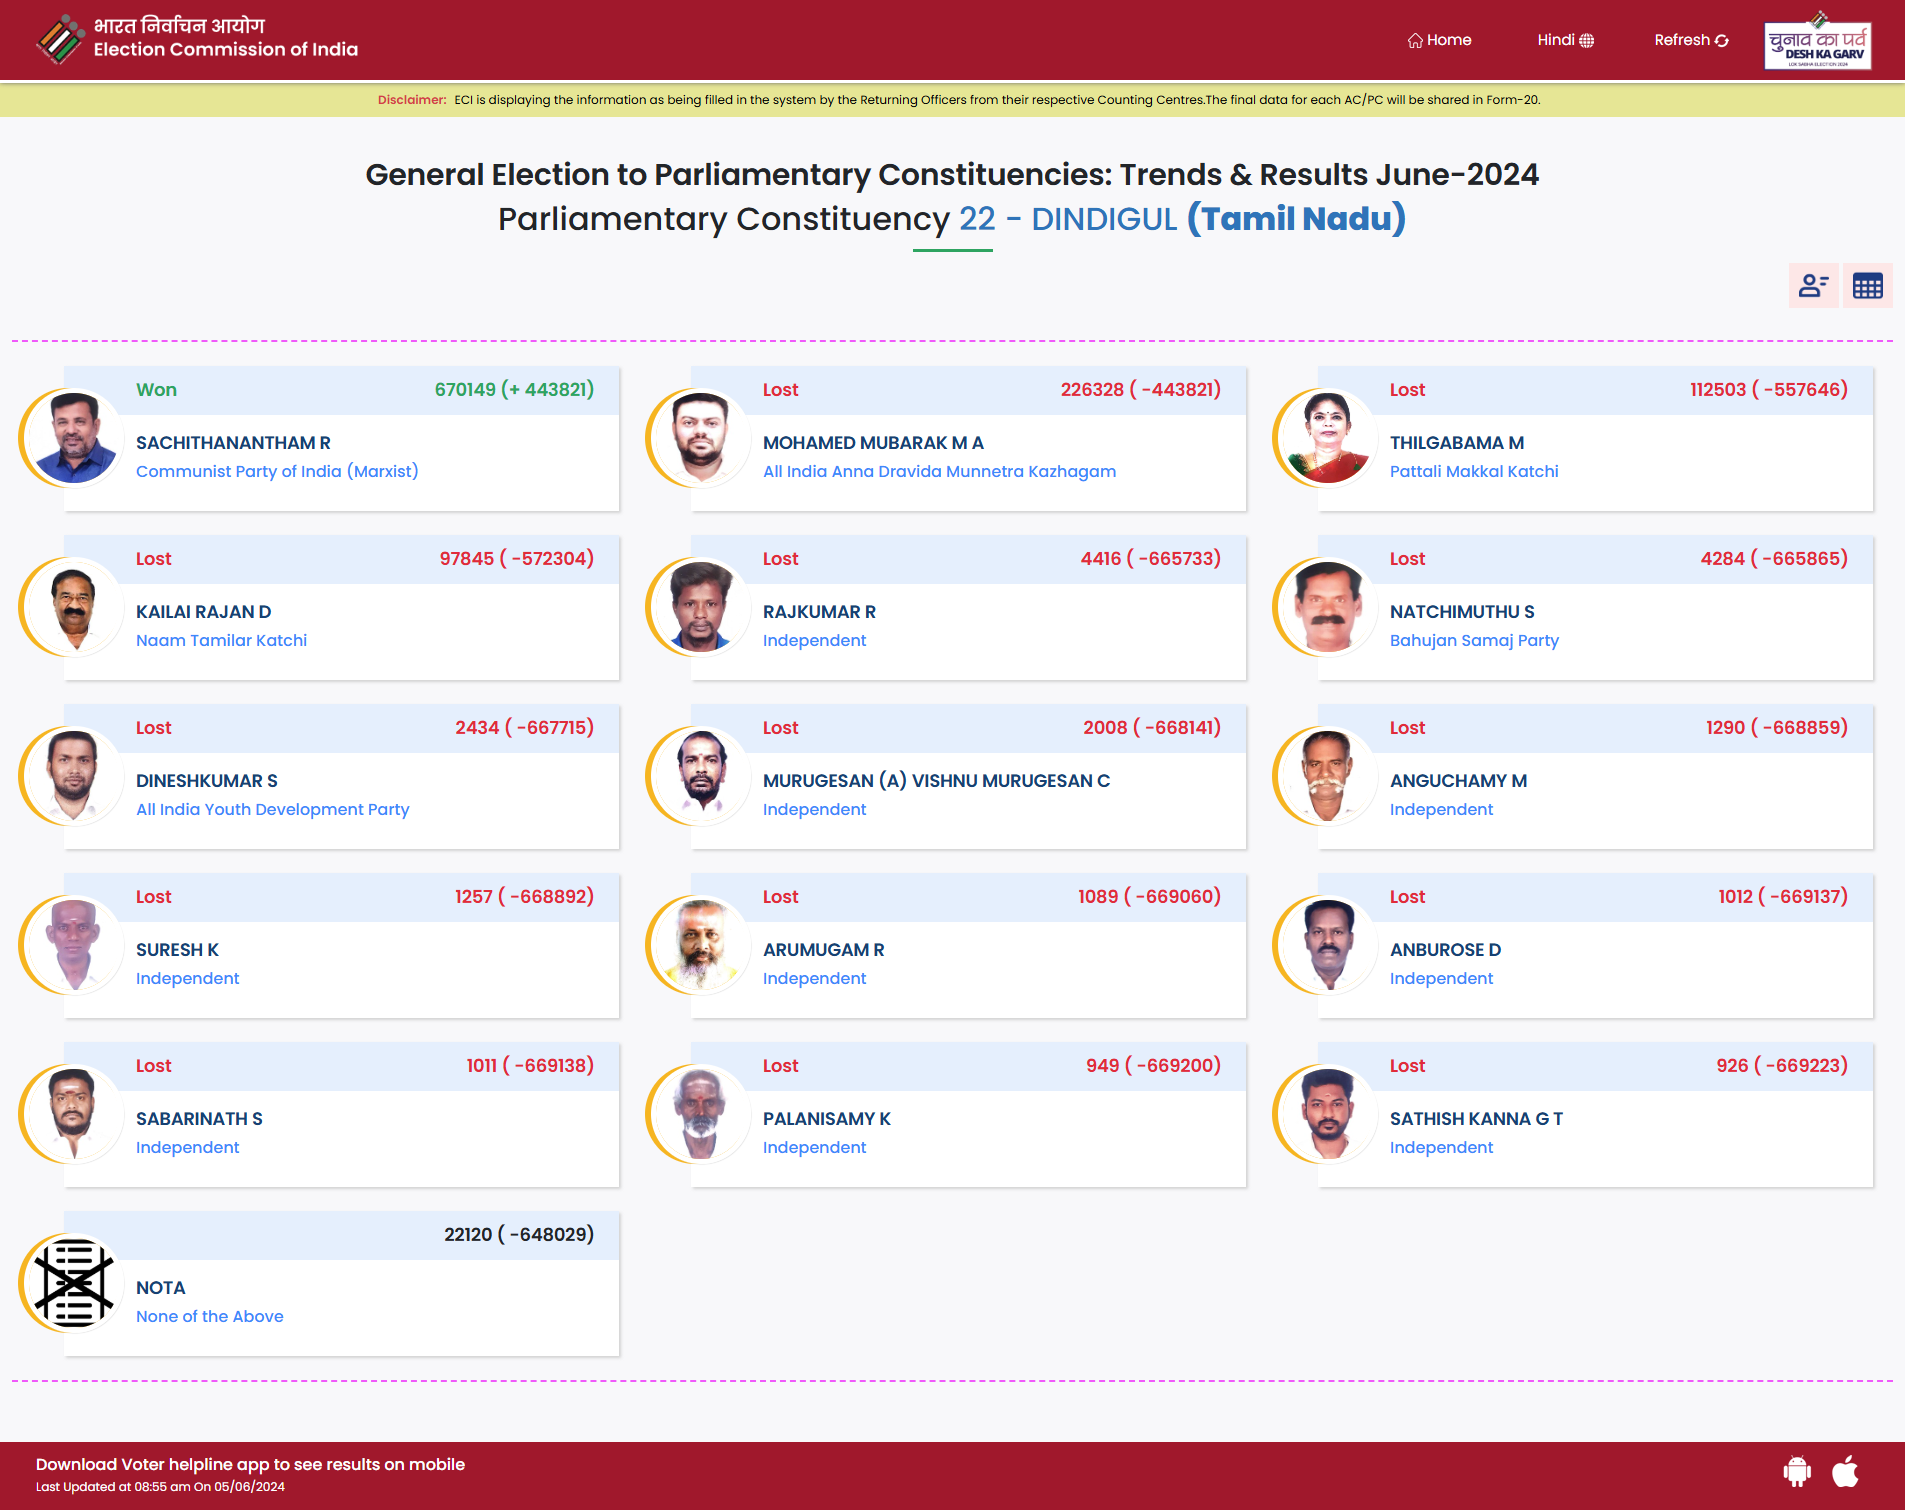 भारत निर्वाचन आयोग
Election Commission of India
Home
Hindi
Refresh
चुनाव का पर्व
DESH KA GARV
LOK SABHA ELECTION 2024
Disclaimer: ECI is displaying the information as being filled in the system by the Returning Officers from their respective Counting Centres.The final data for each AC/PC will be shared in Form-20.
General Election to Parliamentary Constituencies: Trends & Results June-2024
Parliamentary Constituency 22 - DINDIGUL (Tamil Nadu)
Won 670149 (+ 443821)
SACHITHANANTHAM R
Communist Party of India (Marxist)
Lost 226328 ( -443821)
MOHAMED MUBARAK M A
All India Anna Dravida Munnetra Kazhagam
Lost 112503 ( -557646)
THILGABAMA M
Pattali Makkal Katchi
Lost 97845 ( -572304)
KAILAI RAJAN D
Naam Tamilar Katchi
Lost 4416 ( -665733)
RAJKUMAR R
Independent
Lost 4284 ( -665865)
NATCHIMUTHU S
Bahujan Samaj Party
Lost 2434 ( -667715)
DINESHKUMAR S
All India Youth Development Party
Lost 2008 ( -668141)
MURUGESAN (A) VISHNU MURUGESAN C
Independent
Lost 1290 ( -668859)
ANGUCHAMY M
Independent
Lost 1257 ( -668892)
SURESH K
Independent
Lost 1089 ( -669060)
ARUMUGAM R
Independent
Lost 1012 ( -669137)
ANBUROSE D
Independent
Lost 1011 ( -669138)
SABARINATH S
Independent
Lost 949 ( -669200)
PALANISAMY K
Independent
Lost 926 ( -669223)
SATHISH KANNA G T
Independent
22120 ( -648029)
NOTA
None of the Above
Download Voter helpline app to see results on mobile
Last Updated at 08:55 am On 05/06/2024